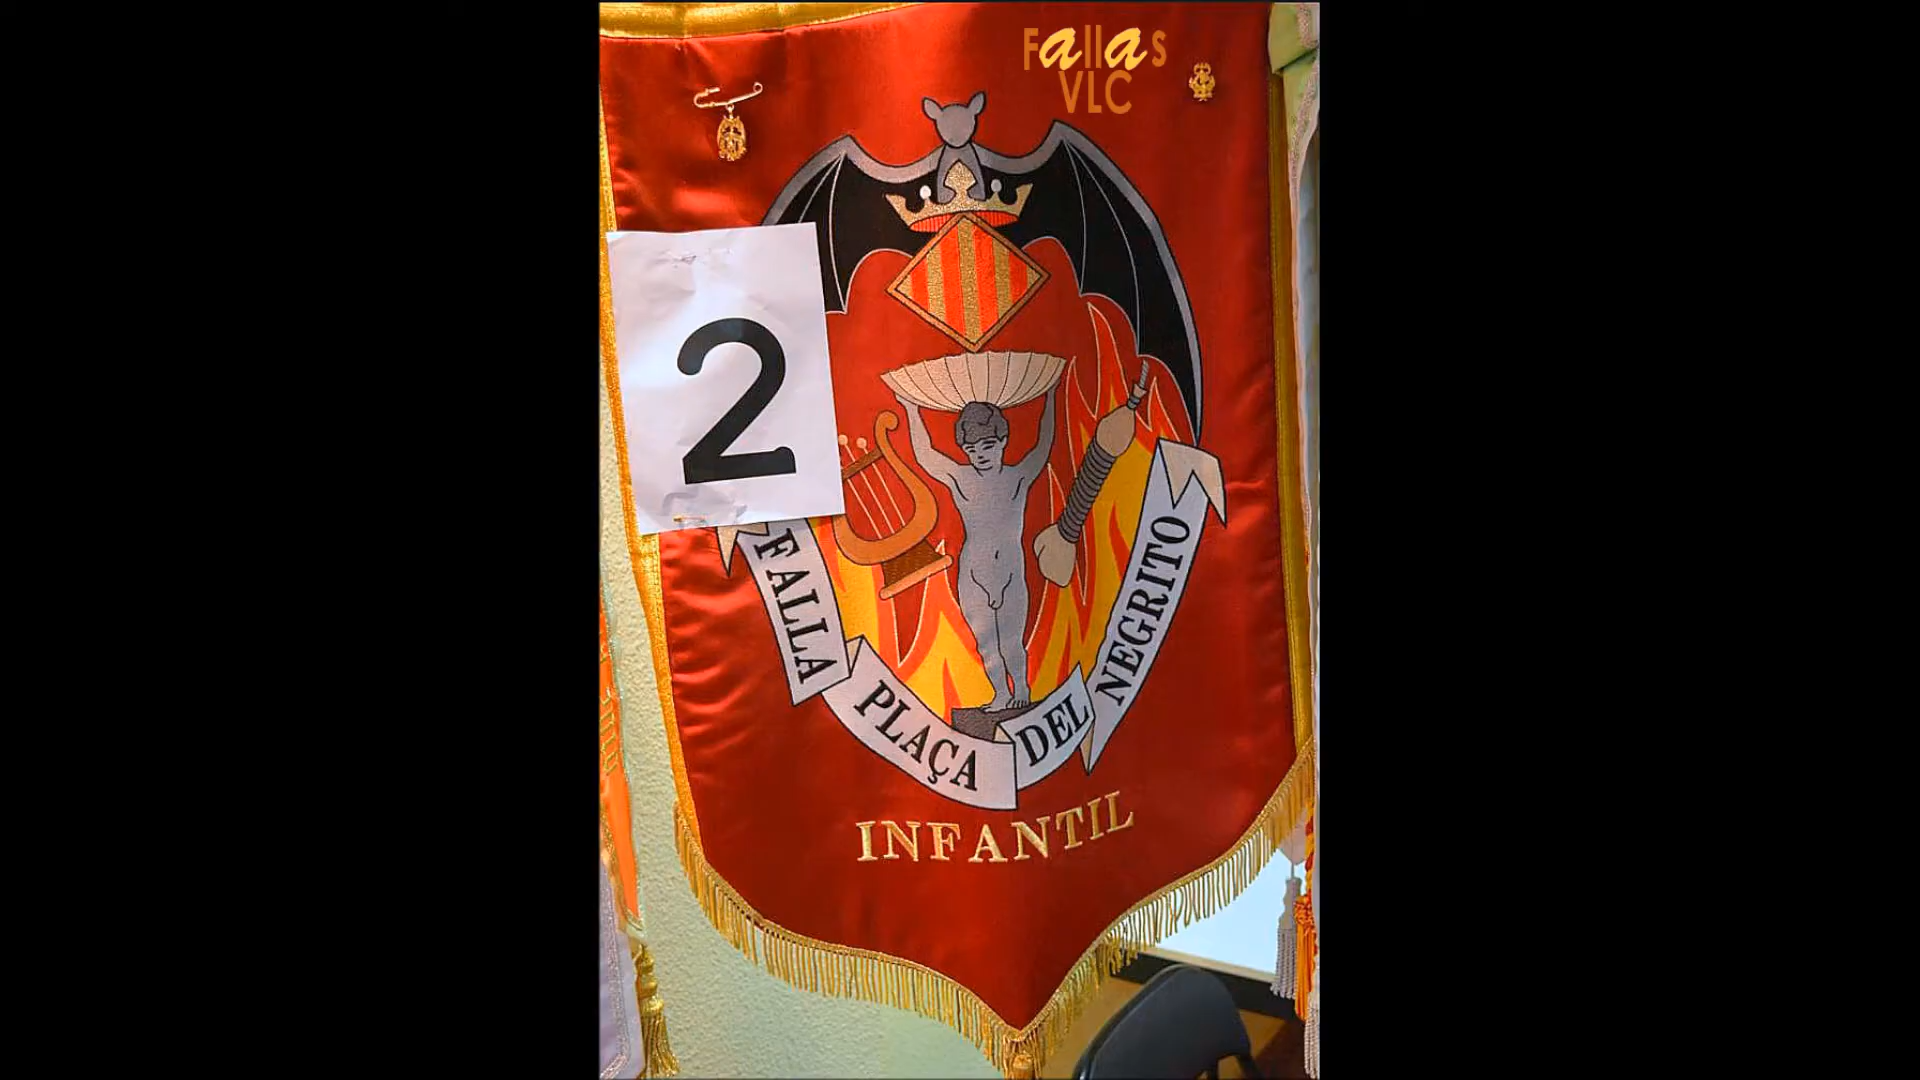 Fallas
VLC
2
FALLA PLAÇA DEL NEGRITO
INFANTIL